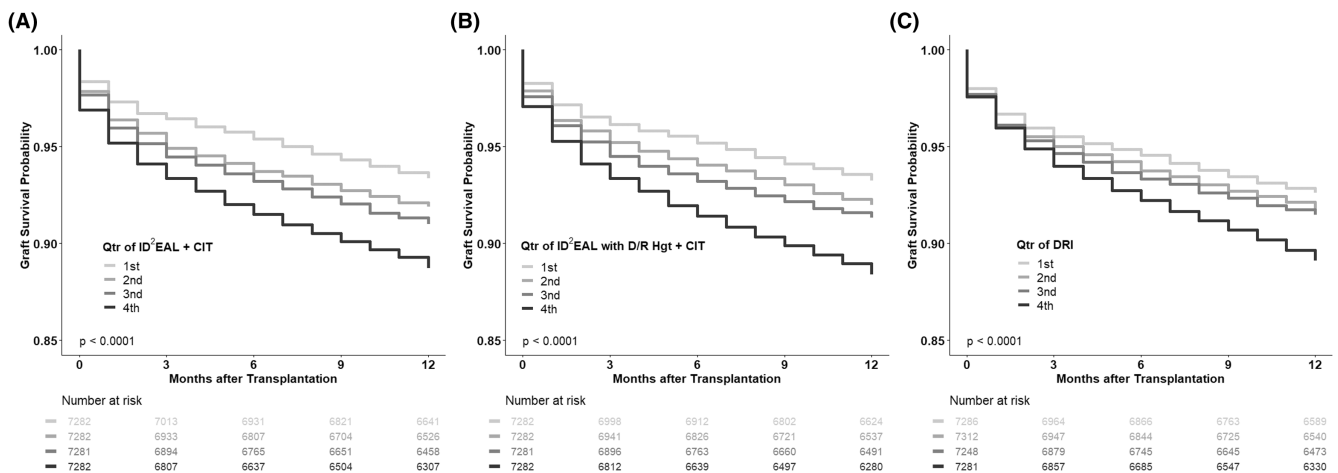 (A)
Graft Survival Probability
1.00
0.95
0.90
0.85
Qtr of ID²EAL + CIT
1st
2nd
3nd
4th
p < 0.0001
0 3 6 9 12
Months after Transplantation
Number at risk
7282 7013 6931 6821 6641
7282 6933 6807 6704 6526
7281 6894 6765 6651 6458
7282 6807 6637 6504 6307
(B)
Graft Survival Probability
1.00
0.95
0.90
0.85
Qtr of ID²EAL with D/R Hgt + CIT
1st
2nd
3nd
4th
p < 0.0001
0 3 6 9 12
Months after Transplantation
Number at risk
7282 6998 6912 6802 6624
7282 6941 6826 6721 6537
7281 6896 6763 6660 6491
7282 6812 6639 6497 6280
(C)
Graft Survival Probability
1.00
0.95
0.90
0.85
Qtr of DRI
1st
2nd
3nd
4th
p < 0.0001
0 3 6 9 12
Months after Transplantation
Number at risk
7286 6964 6866 6763 6589
7312 6947 6844 6725 6540
7248 6879 6745 6645 6473
7281 6857 6685 6547 6330